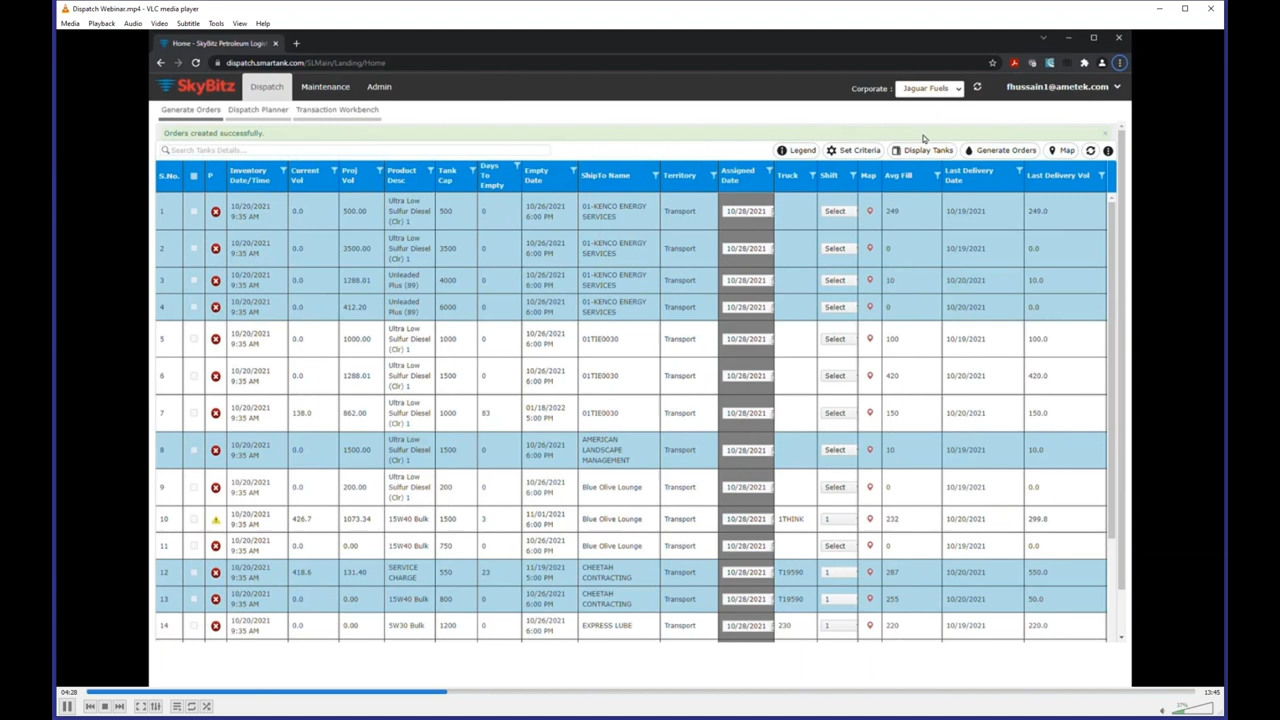 Dispatch Webinar.mp4 - VLC media player
Media Playback Audio Video Subtitle Tools View Help
Home - SkyBitz Petroleum Logist
dispatch.smartank.com/SLMain/Landing/Home
SkyBitz Dispatch Maintenance Admin Corporate : Jaguar Fuels fhussain1@ametek.com
Generate Orders Dispatch Planner Transaction Workbench
Orders created successfully.
Search Tanks Details... Legend Set Criteria Display Tanks Generate Orders Map
S.No. P Inventory Date/Time Current Vol Proj Vol Product Desc Tank Cap Days To Empty Empty Date ShipTo Name Territory Assigned Date Truck Shift Map Avg Fill Last Delivery Date Last Delivery Vol
1 10/20/2021 9:35 AM 0.0 500.00 Ultra Low Sulfur Diesel (Clr) 1 500 0 10/26/2021 6:00 PM 01-KENCO ENERGY SERVICES Transport 10/28/2021 Select 249 10/19/2021 249.0
2 10/20/2021 9:35 AM 0.0 3500.00 Ultra Low Sulfur Diesel (Clr) 1 3500 0 10/26/2021 6:00 PM 01-KENCO ENERGY SERVICES Transport 10/28/2021 Select 0 10/20/2021 0.0
3 10/20/2021 9:35 AM 0.0 1288.01 Unleaded Plus (89) 4000 0 10/26/2021 6:00 PM 01-KENCO ENERGY SERVICES Transport 10/28/2021 Select 10 10/20/2021 10.0
4 10/20/2021 9:35 AM 0.0 412.20 Unleaded Plus (89) 6000 0 10/26/2021 6:00 PM 01-KENCO ENERGY SERVICES Transport 10/28/2021 Select 0 10/20/2021 0.0
5 10/20/2021 9:35 AM 0.0 1000.00 Ultra Low Sulfur Diesel (Clr) 1 1000 0 10/26/2021 6:00 PM 01TIE0030 Transport 10/28/2021 Select 100 10/19/2021 100.0
6 10/20/2021 9:35 AM 0.0 1288.01 Ultra Low Sulfur Diesel (Clr) 1 1500 0 10/26/2021 6:00 PM 01TIE0030 Transport 10/28/2021 Select 420 10/20/2021 420.0
7 10/20/2021 9:35 AM 138.0 862.00 Ultra Low Sulfur Diesel (Clr) 1 1000 83 01/18/2022 5:00 PM 01TIE0030 Transport 10/28/2021 Select 150 10/20/2021 150.0
8 10/20/2021 9:35 AM 0.0 1500.00 Ultra Low Sulfur Diesel (Clr) 1 1500 0 10/26/2021 6:00 PM AMERICAN LANDSCAPE MANAGEMENT Transport 10/28/2021 Select 10 10/19/2021 10.0
9 10/20/2021 9:35 AM 0.0 200.00 Ultra Low Sulfur Diesel (Clr) 1 200 0 10/26/2021 6:00 PM Blue Olive Lounge Transport 10/28/2021 Select 0 10/19/2021 0.0
10 10/20/2021 9:35 AM 426.7 1073.34 15W40 Bulk 1500 3 11/01/2021 6:00 PM Blue Olive Lounge Transport 10/28/2021 1THINK 1 232 10/20/2021 299.8
11 10/20/2021 9:35 AM 0.0 0.00 15W40 Bulk 750 0 10/26/2021 6:00 PM Blue Olive Lounge Transport 10/28/2021 Select 0 10/19/2021 0.0
12 10/20/2021 9:35 AM 418.6 131.40 SERVICE CHARGE 550 23 11/19/2021 5:00 PM CHEETAH CONTRACTING Transport 10/28/2021 T19590 1 287 10/20/2021 550.0
13 10/20/2021 9:35 AM 0.0 0.00 15W40 Bulk 800 0 10/26/2021 6:00 PM CHEETAH CONTRACTING Transport 10/28/2021 T19590 1 255 10/20/2021 50.0
14 10/20/2021 9:35 AM 0.0 0.00 5W30 Bulk 1200 0 10/26/2021 6:00 PM EXPRESS LUBE Transport 10/28/2021 230 1 220 10/19/2021 220.0
04:28 13:45
37%